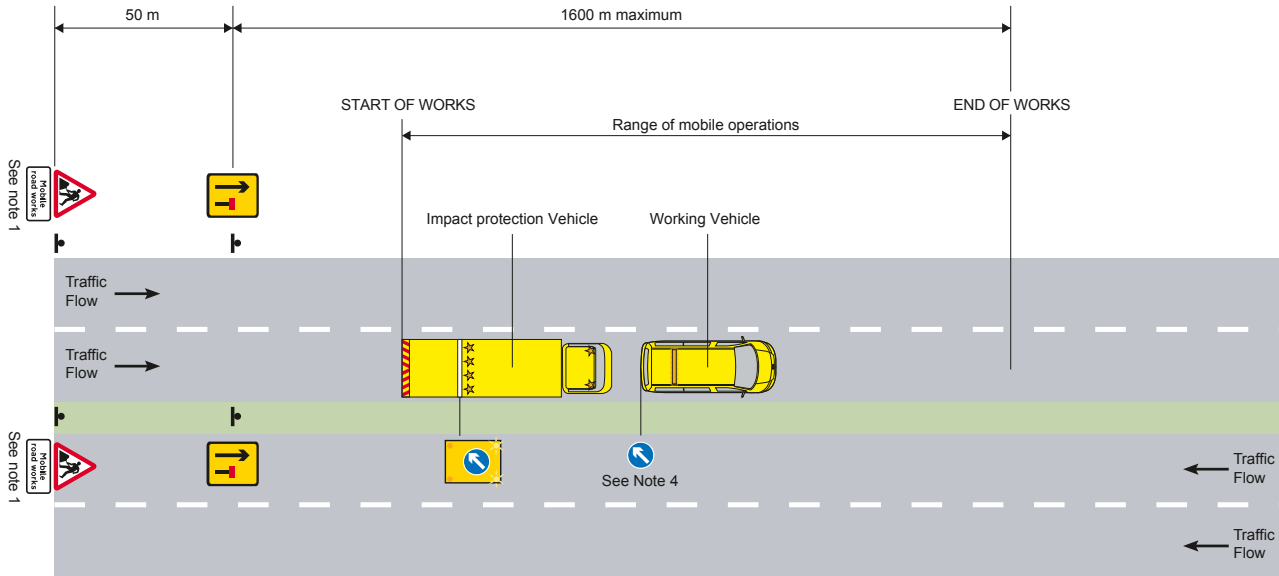 50 m
1600 m maximum
START OF WORKS
END OF WORKS
Range of mobile operations
Mobile
road works
See note 1
Impact protection Vehicle
Working Vehicle
Traffic
Flow
Traffic
Flow
Mobile
road works
See note 1
See Note 4
Traffic
Flow
Traffic
Flow